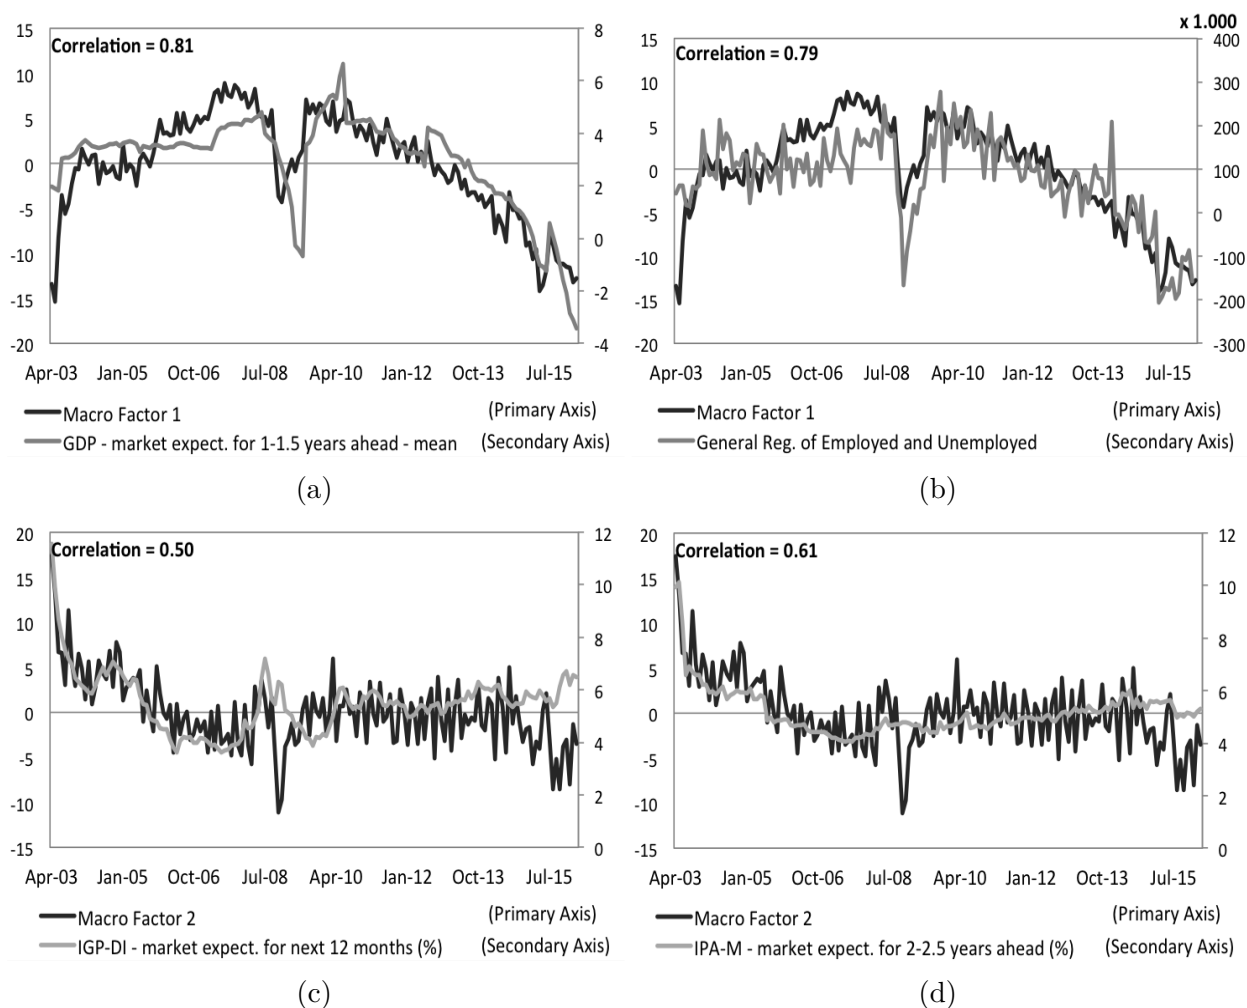 Correlation = 0.81
15
10
5
0
-5
-10
-15
-20
8
6
4
2
0
-2
-4
Apr-03 Jan-05 Oct-06 Jul-08 Apr-10 Jan-12 Oct-13 Jul-15
Macro Factor 1 (Primary Axis)
GDP - market expect. for 1-1.5 years ahead - mean (Secondary Axis)
(a)
x 1.000
Correlation = 0.79
15
10
5
0
-5
-10
-15
-20
400
300
200
100
0
-100
-200
-300
Apr-03 Jan-05 Oct-06 Jul-08 Apr-10 Jan-12 Oct-13 Jul-15
Macro Factor 1 (Primary Axis)
General Reg. of Employed and Unemployed (Secondary Axis)
(b)
Correlation = 0.50
20
15
10
5
0
-5
-10
-15
12
10
8
6
4
2
0
Apr-03 Jan-05 Oct-06 Jul-08 Apr-10 Jan-12 Oct-13 Jul-15
Macro Factor 2 (Primary Axis)
IGP-DI - market expect. for next 12 months (%) (Secondary Axis)
(c)
Correlation = 0.61
20
15
10
5
0
-5
-10
-15
12
10
8
6
4
2
0
Apr-03 Jan-05 Oct-06 Jul-08 Apr-10 Jan-12 Oct-13 Jul-15
Macro Factor 2 (Primary Axis)
IPA-M - market expect. for 2-2.5 years ahead (%) (Secondary Axis)
(d)